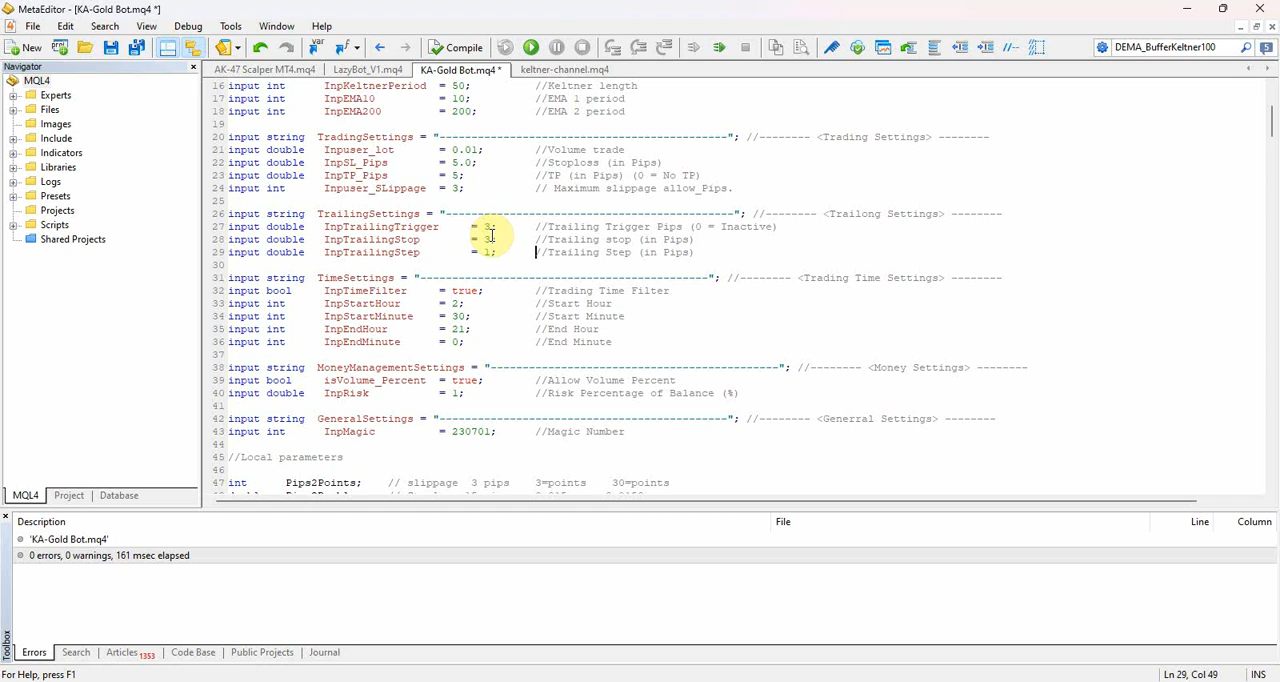 MetaEditor - [KA-Gold Bot.mq4 *]
File Edit Search View Debug Tools Window Help
New Compile DEMA_BufferKeltner100
Navigator
MQL4
Experts
Files
Images
Include
Indicators
Libraries
Logs
Presets
Projects
Scripts
Shared Projects
MQL4 Project Database
AK-47 Scalper MT4.mq4 LazyBot_V1.mq4 KA-Gold Bot.mq4 * keltner-channel.mq4
16 input int InpKeltnerPeriod = 50; //Keltner length
17 input int InpEMA10 = 10; //EMA 1 period
18 input int InpEMA200 = 200; //EMA 2 period
19
20 input string TradingSettings = "---------------------------------------------"; //-------- <Trading Settings> --------
21 input double Inpuser_lot = 0.01; //Volume trade
22 input double InpSL_Pips = 5.0; //Stoploss (in Pips)
23 input double InpTP_Pips = 5; //TP (in Pips) (0 = No TP)
24 input int Inpuser_SLippage = 3; // Maximum slippage allow_Pips.
25
26 input string TrailingSettings = "---------------------------------------------"; //-------- <Trailong Settings> --------
27 input double InpTrailingTrigger = 3; //Trailing Trigger Pips (0 = Inactive)
28 input double InpTrailingStop = 3; //Trailing stop (in Pips)
29 input double InpTrailingStep = 1; //Trailing Step (in Pips)
30
31 input string TimeSettings = "---------------------------------------------"; //-------- <Trading Time Settings> --------
32 input bool InpTimeFilter = true; //Trading Time Filter
33 input int InpStartHour = 2; //Start Hour
34 input int InpStartMinute = 30; //Start Minute
35 input int InpEndHour = 21; //End Hour
36 input int InpEndMinute = 0; //End Minute
37
38 input string MoneyManagementSettings = "---------------------------------------------"; //-------- <Money Settings> --------
39 input bool isVolume_Percent = true; //Allow Volume Percent
40 input double InpRisk = 1; //Risk Percentage of Balance (%)
41
42 input string GeneralSettings = "---------------------------------------------"; //-------- <Generral Settings> --------
43 input int InpMagic = 230701; //Magic Number
44
45 //Local parameters
46
47 int Pips2Points; // slippage 3 pips 3=points 30=points
Description File Line Column
'KA-Gold Bot.mq4'
0 errors, 0 warnings, 161 msec elapsed
Toolbox
Errors Search Articles 1353 Code Base Public Projects Journal
For Help, press F1 Ln 29, Col 49 INS